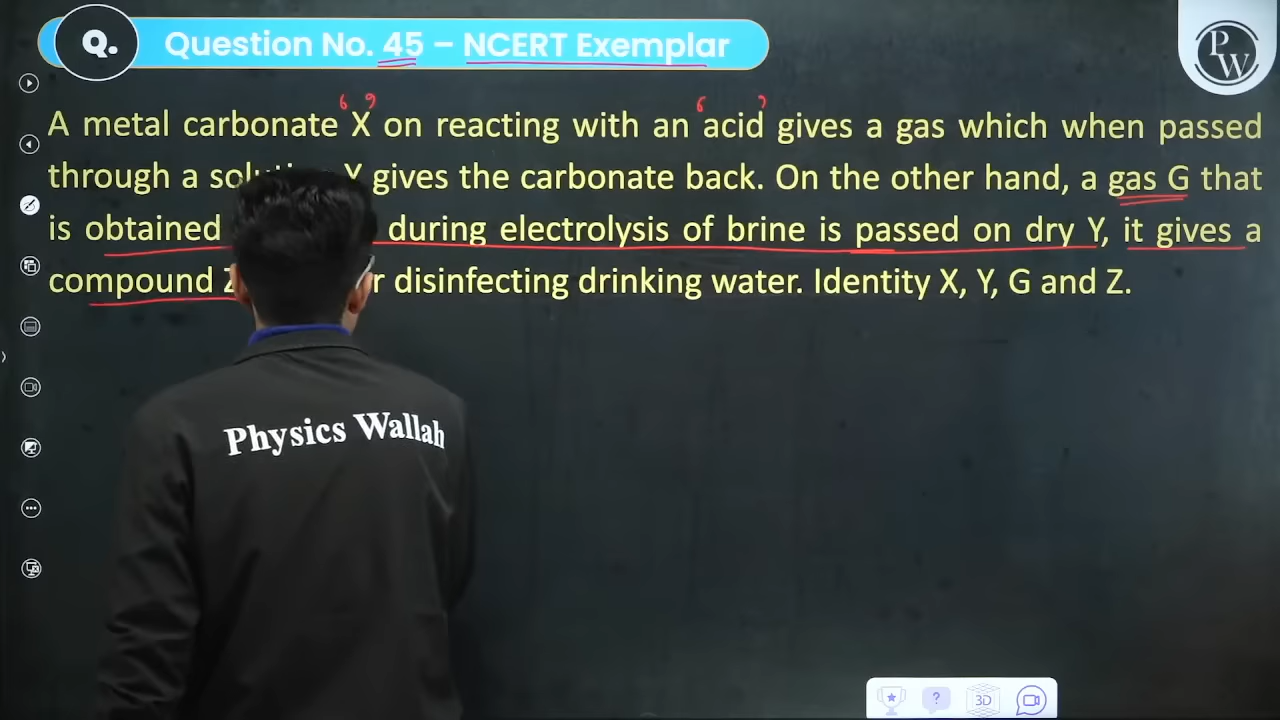 Q.
Question No. 45 – NCERT Exemplar
PW
A metal carbonate X on reacting with an acid gives a gas which when passed
through a Y gives the carbonate back. On the other hand, a gas G that
is obtained during electrolysis of brine is passed on dry Y, it gives a
compound disinfecting drinking water. Identity X, Y, G and Z.
Physics Wallah
?
3D